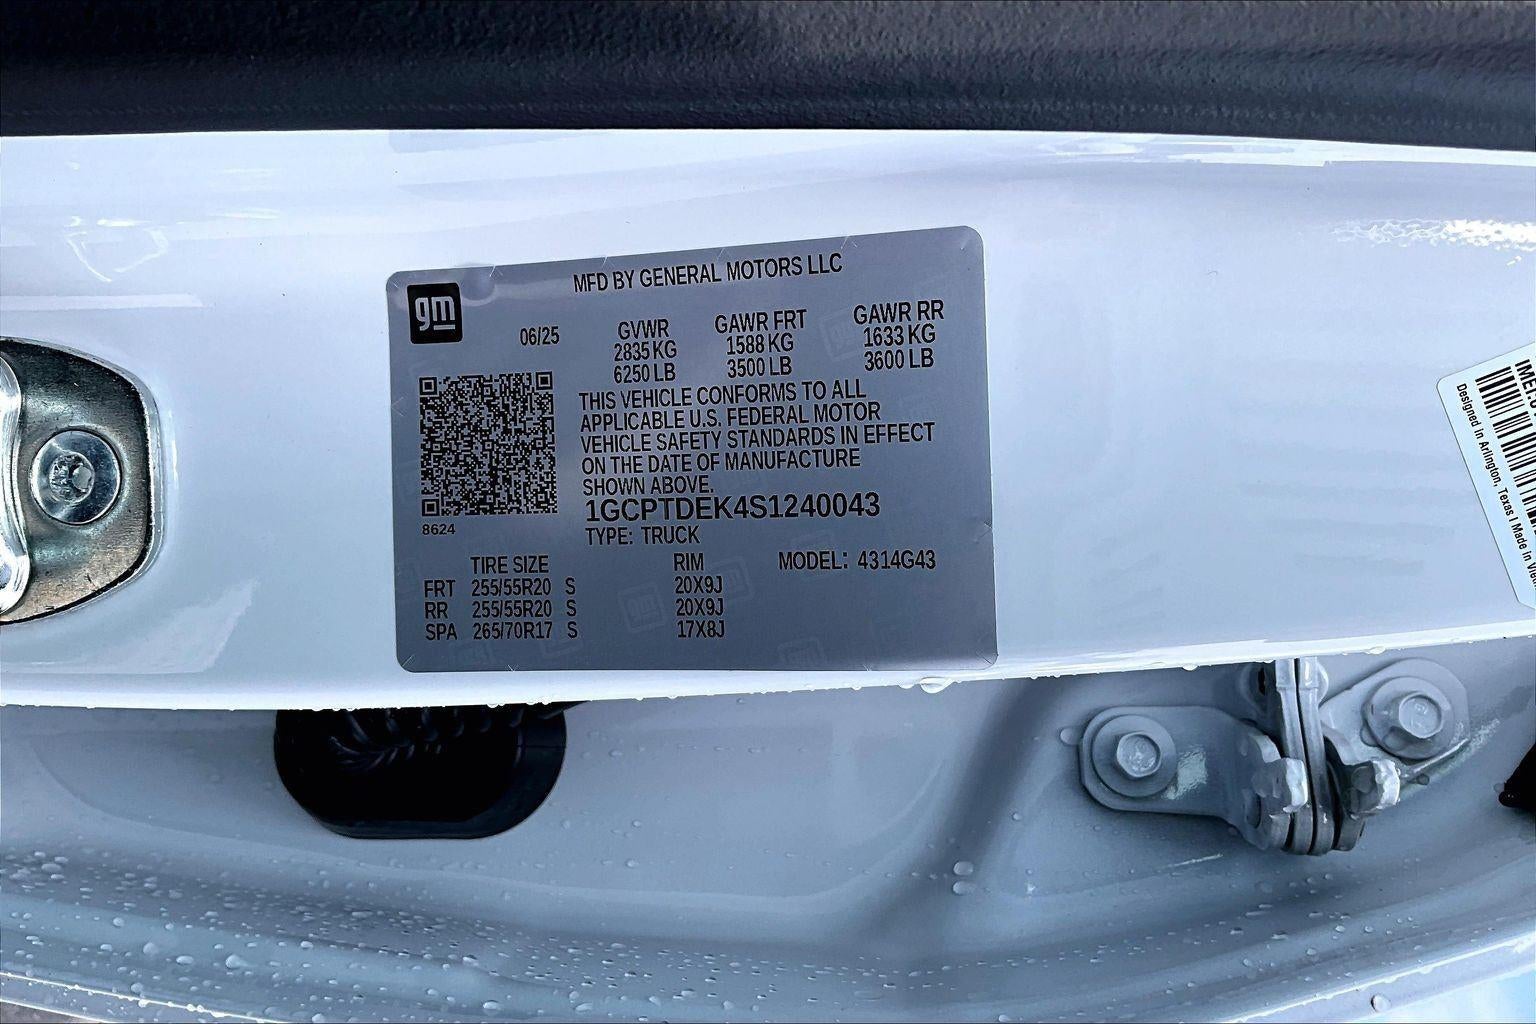 MFD BY GENERAL MOTORS LLC
gm
06/25
GVWR GAWR FRT GAWR RR
2835 KG 1588 KG 1633 KG
6250 LB 3500 LB 3600 LB
THIS VEHICLE CONFORMS TO ALL
APPLICABLE U.S. FEDERAL MOTOR
VEHICLE SAFETY STANDARDS IN EFFECT
ON THE DATE OF MANUFACTURE
SHOWN ABOVE.
1GCPTDEK4S1240043
8624
TYPE: TRUCK
TIRE SIZE RIM MODEL: 4314G43
FRT 255/55R20 S 20X9J
RR 255/55R20 S 20X9J
SPA 265/70R17 S 17X8J
Designed in Arlington, Texas | Made in